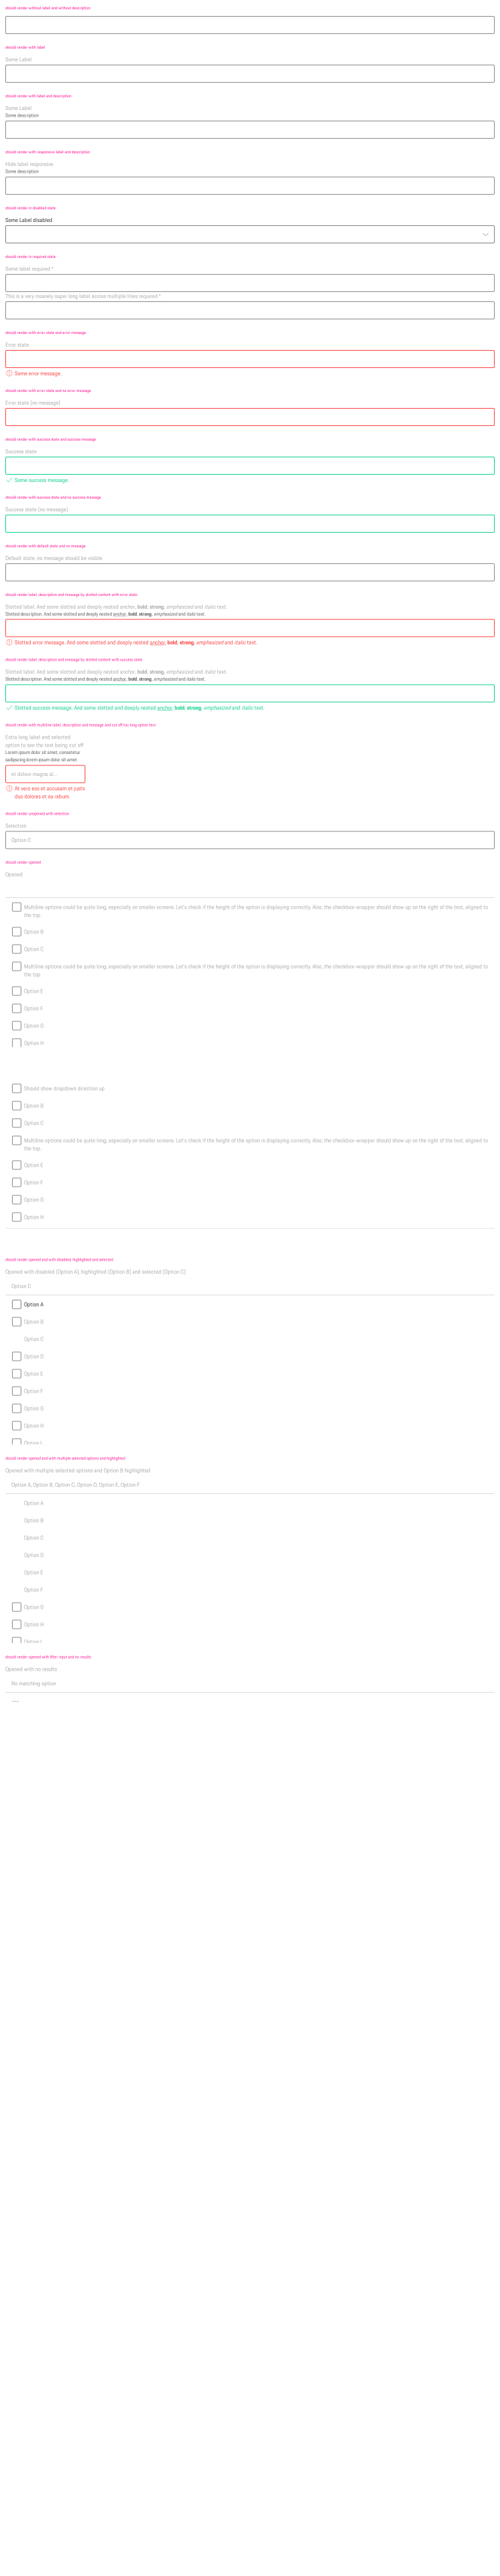 should render without label and without description
should render with label
Some Label
should render with label and description
Some Label
Some description
should render with responsive label and description
Hide label responsive
Some description
should render in disabled state
Some Label disabled
should render in required state
Some label required *
This is a very insanely super long label across multiple lines required *
should render with error state and error message
Error state
Some error message.
should render with error state and no error message
Error state (no message)
should render with success state and success message
Success state
Some success message.
should render with success state and no success message
Success state (no message)
should render with default state and no message
Default state, no message should be visible
should render label, description and message by slotted content with error state
Slotted label. And some slotted and deeply nested anchor, bold, strong, emphasized and italic text.
Slotted description. And some slotted and deeply nested anchor, bold, strong, emphasized and italic text.
Slotted error message. And some slotted and deeply nested anchor, bold, strong, emphasized and italic text.
should render label, description and message by slotted content with success state
Slotted label. And some slotted and deeply nested anchor, bold, strong, emphasized and italic text.
Slotted description. And some slotted and deeply nested anchor, bold, strong, emphasized and italic text.
Slotted success message. And some slotted and deeply nested anchor, bold, strong, emphasized and italic text.
should render with multiline label, description and message and cut off too long option text
Extra long label and selected
option to see the text being cut off
Lorem ipsum dolor sit amet, consetetur
sadipscing lorem ipsum dolor sit amet
et dolore magna al...
At vero eos et accusam et justo
duo dolores et ea rebum.
should render (unopened) with selection
Selection
Option C
should render opened
Opened
Multiline options could be quite long, especially on smaller screens. Let's check if the height of the option is displaying correctly. Also, the checkbox-wrapper should show up on the right of the text, aligned to
the top.
Option B
Option C
Multiline options could be quite long, especially on smaller screens. Let's check if the height of the option is displaying correctly. Also, the checkbox-wrapper should show up on the right of the text, aligned to
the top.
Option E
Option F
Option G
Option H
Should show dropdown direction up
Option B
Option C
Multiline options could be quite long, especially on smaller screens. Let's check if the height of the option is displaying correctly. Also, the checkbox-wrapper should show up on the right of the text, aligned to
the top.
Option E
Option F
Option G
Option H
should render opened and with disabled, highlighted and selected
Opened with disabled (Option A), highlighted (Option B) and selected (Option C)
Option C
Option A
Option B
Option C
Option D
Option E
Option F
Option G
Option H
Option I
should render opened and with multiple selected options and highlighted
Opened with multiple selected options and Option B highlighted
Option A, Option B, Option C, Option D, Option E, Option F
Option A
Option B
Option C
Option D
Option E
Option F
Option G
Option H
Option I
should render opened with filter input and no results
Opened with no results
No matching option
---